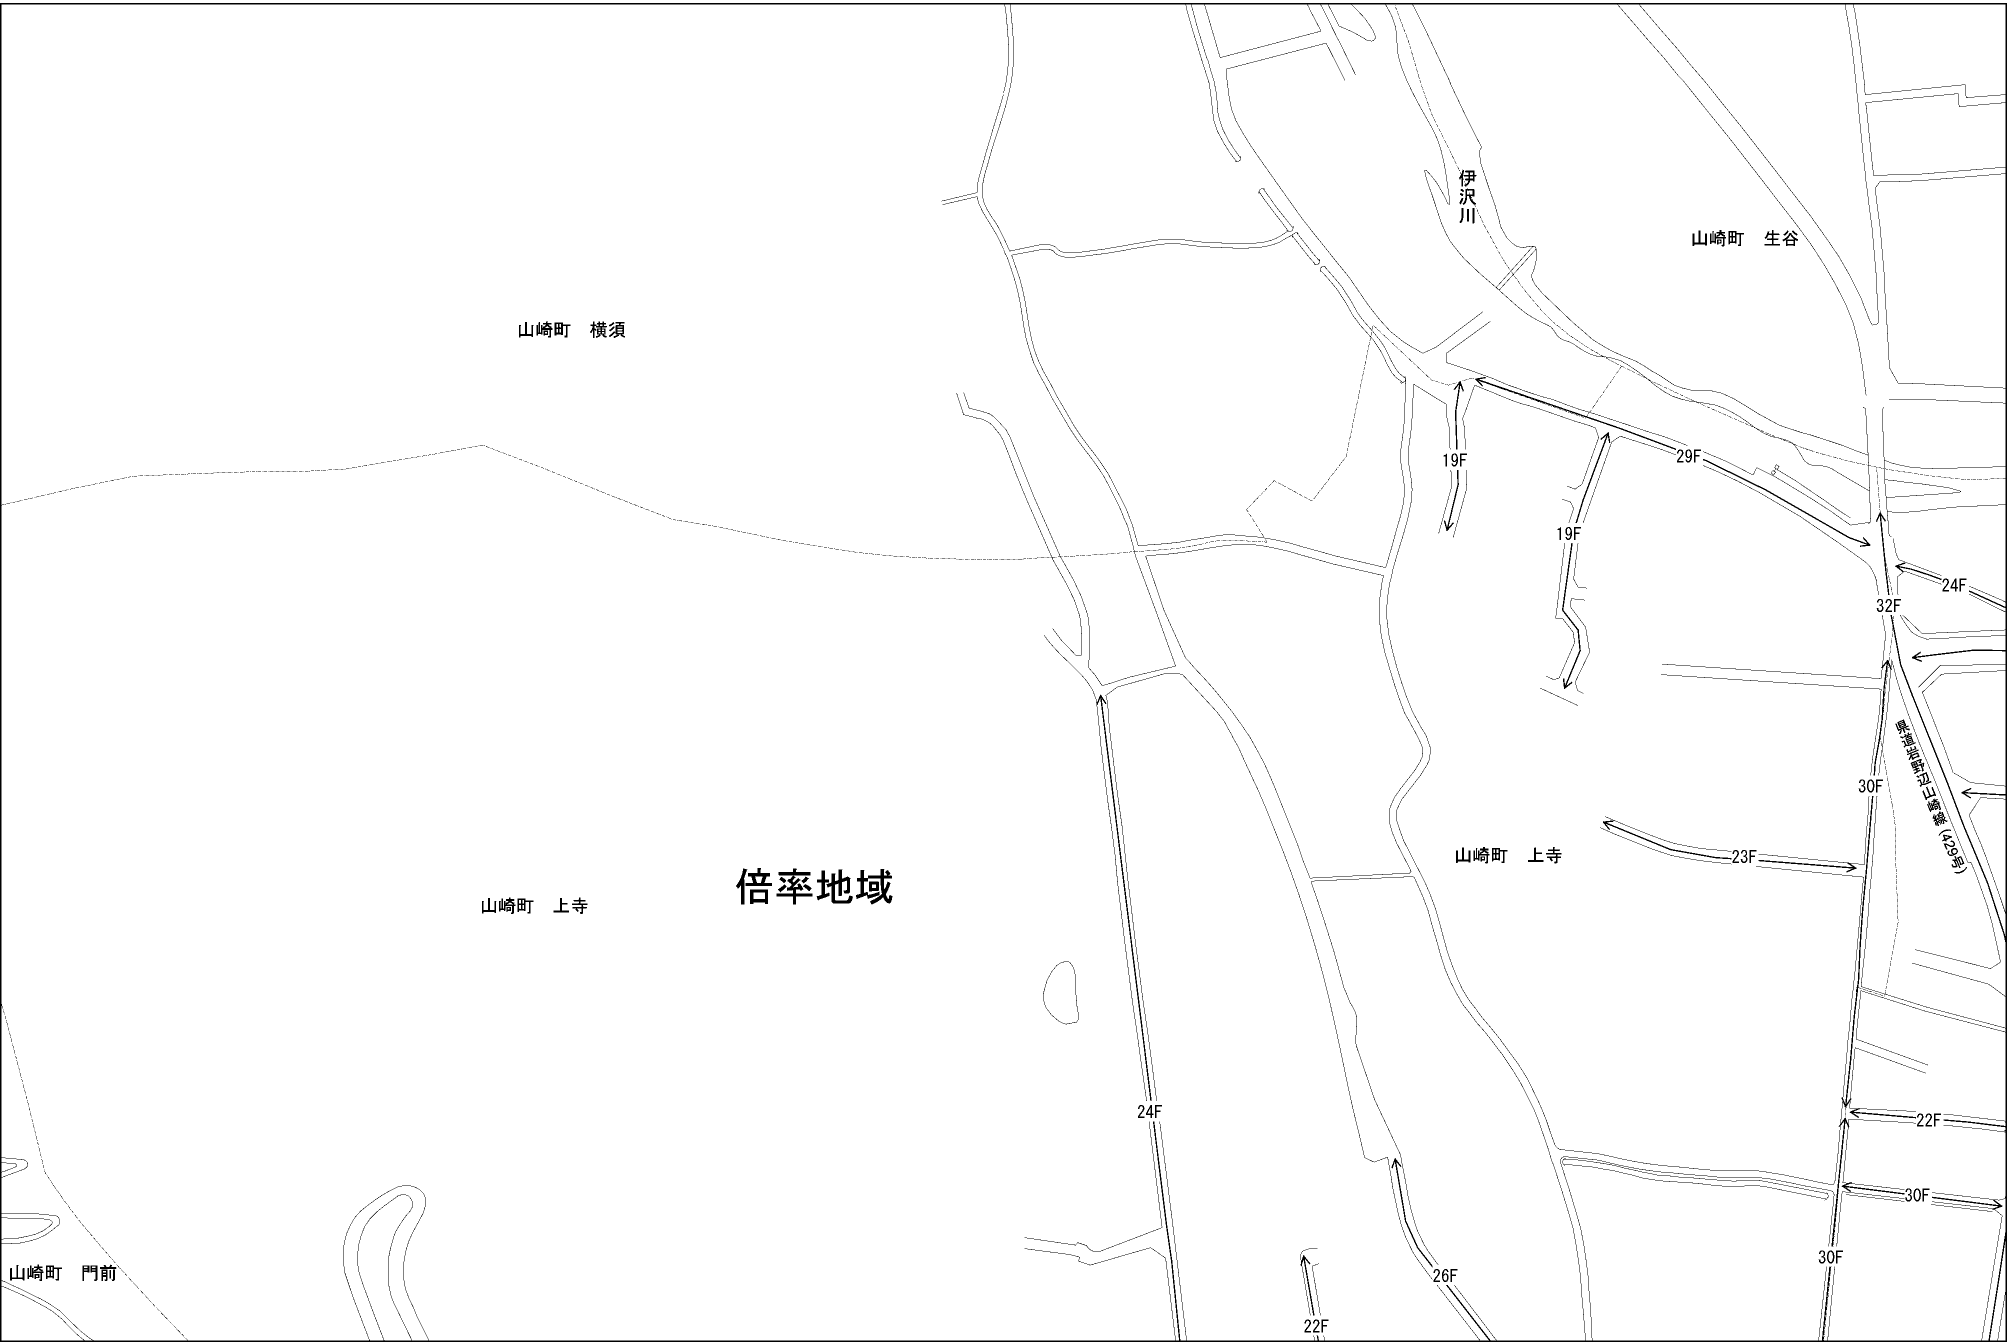 伊沢川
山崎町　生谷
山崎町　横須
19F
29F
19F
24F
32F
県道岩野辺山崎線(429号)
30F
山崎町　上寺
23F
倍率地域
山崎町　上寺
24F
22F
30F
30F
山崎町　門前
26F
22F